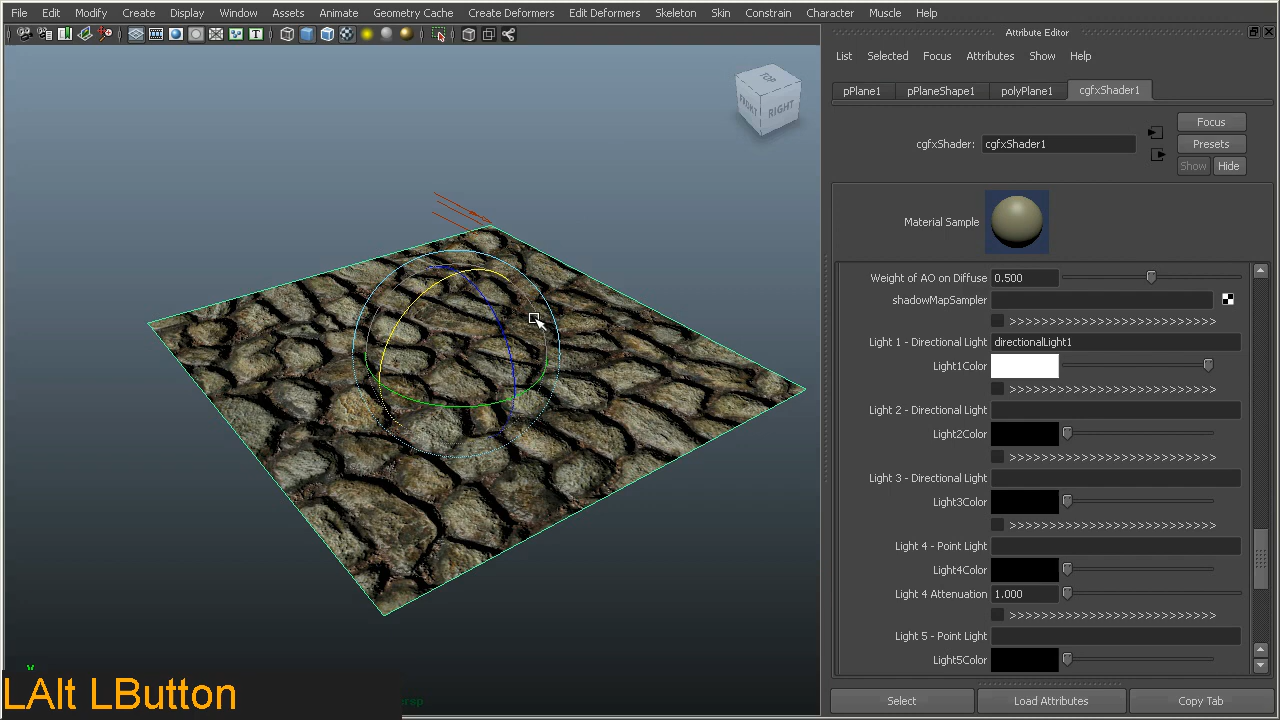 File Edit Modify Create Display Window Assets Animate Geometry Cache Create Deformers Edit Deformers Skeleton Skin Constrain Character Muscle Help
Attribute Editor
List Selected Focus Attributes Show Help
TOP
FRONT RIGHT
pPlane1 pPlaneShape1 polyPlane1 cgfxShader1
cgfxShader: cgfxShader1
Focus
Presets
Show Hide
Material Sample
Weight of AO on Diffuse 0.500
shadowMapSampler
>>>>>>>>>>>>>>>>>>>>>>>>>
Light 1 - Directional Light directionalLight1
Light1Color
>>>>>>>>>>>>>>>>>>>>>>>>>
Light 2 - Directional Light
Light2Color
>>>>>>>>>>>>>>>>>>>>>>>>>
Light 3 - Directional Light
Light3Color
>>>>>>>>>>>>>>>>>>>>>>>>>
Light 4 - Point Light
Light4Color
Light 4 Attenuation 1.000
>>>>>>>>>>>>>>>>>>>>>>>>>
Light 5 - Point Light
Light5Color
LAlt LButton
Select Load Attributes Copy Tab